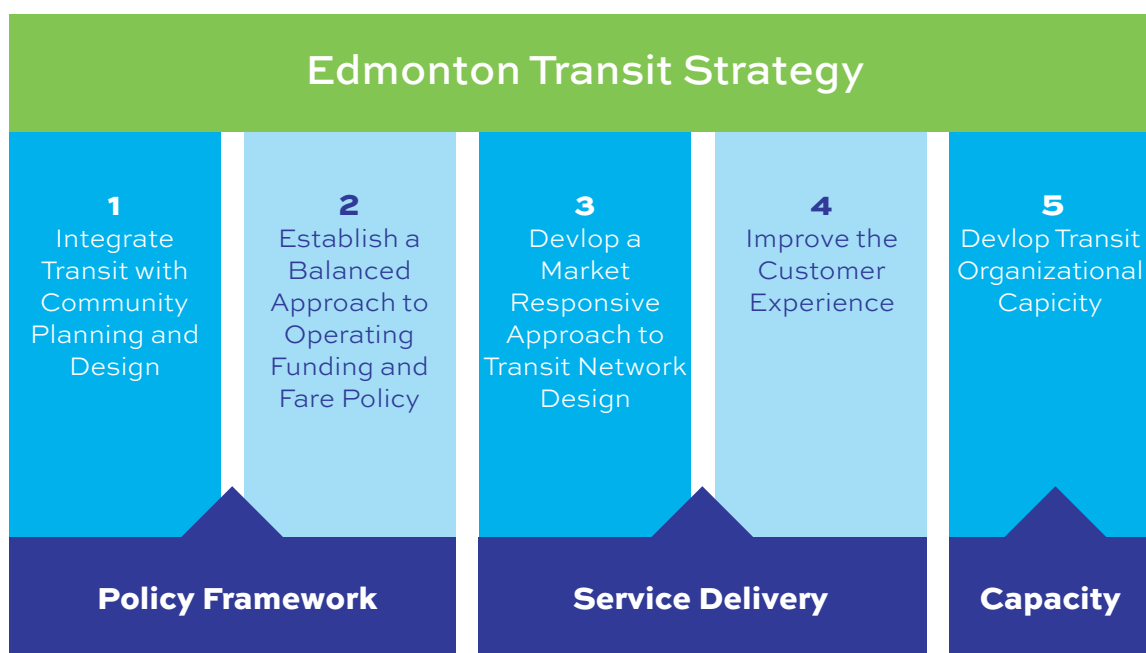 Edmonton Transit Strategy
1
Integrate
Transit with
Community
Planning and
Design
2
Establish a
Balanced
Approach to
Operating
Funding and
Fare Policy
3
Devlop a
Market
Responsive
Approach to
Transit Network
Design
4
Improve the
Customer
Experience
5
Devlop Transit
Organizational
Capicity
Policy Framework
Service Delivery
Capacity